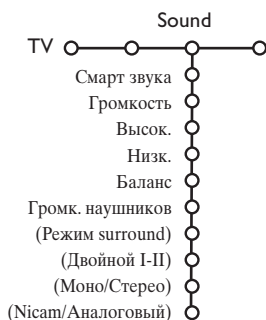 Sound
TV
Смарт звука
Громкость
Высок.
Низк.
Баланс
Громк. наушников
(Режим surround)
(Двойной I-II)
(Моно/Стерео)
(Nicam/Аналоговый)